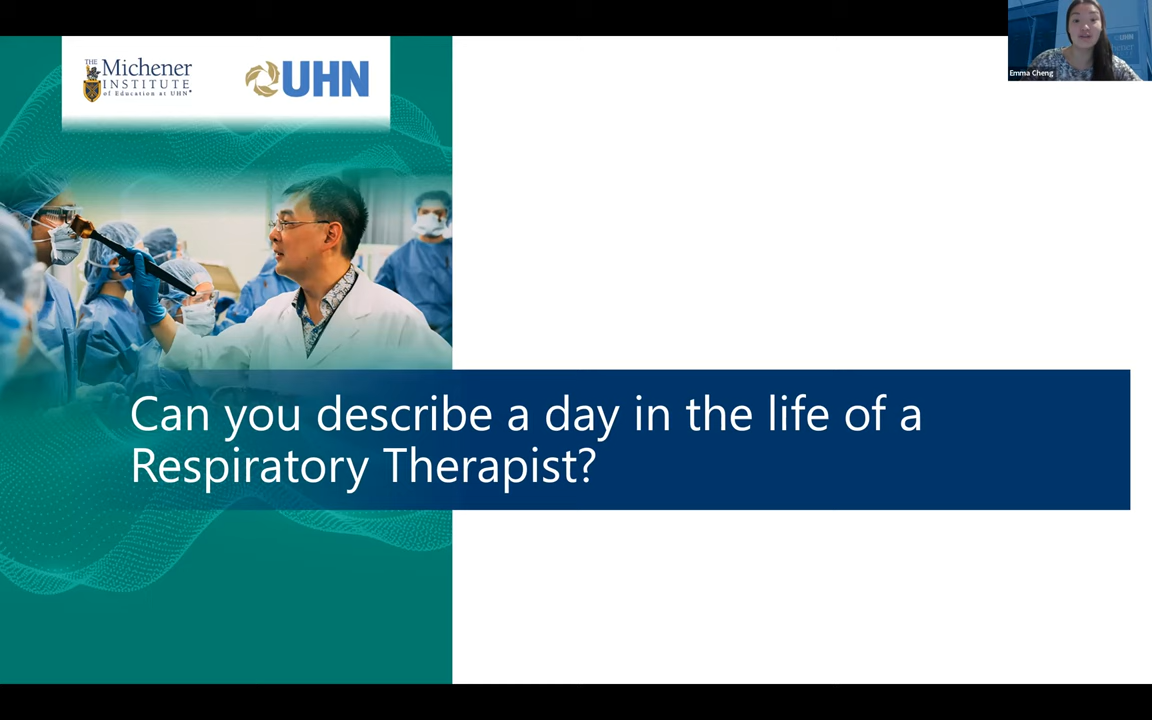 THE
Michener
INSTITUTE
of Education at UHN
UHN
Emma Cheng
UHN
Can you describe a day in the life of a
Respiratory Therapist?